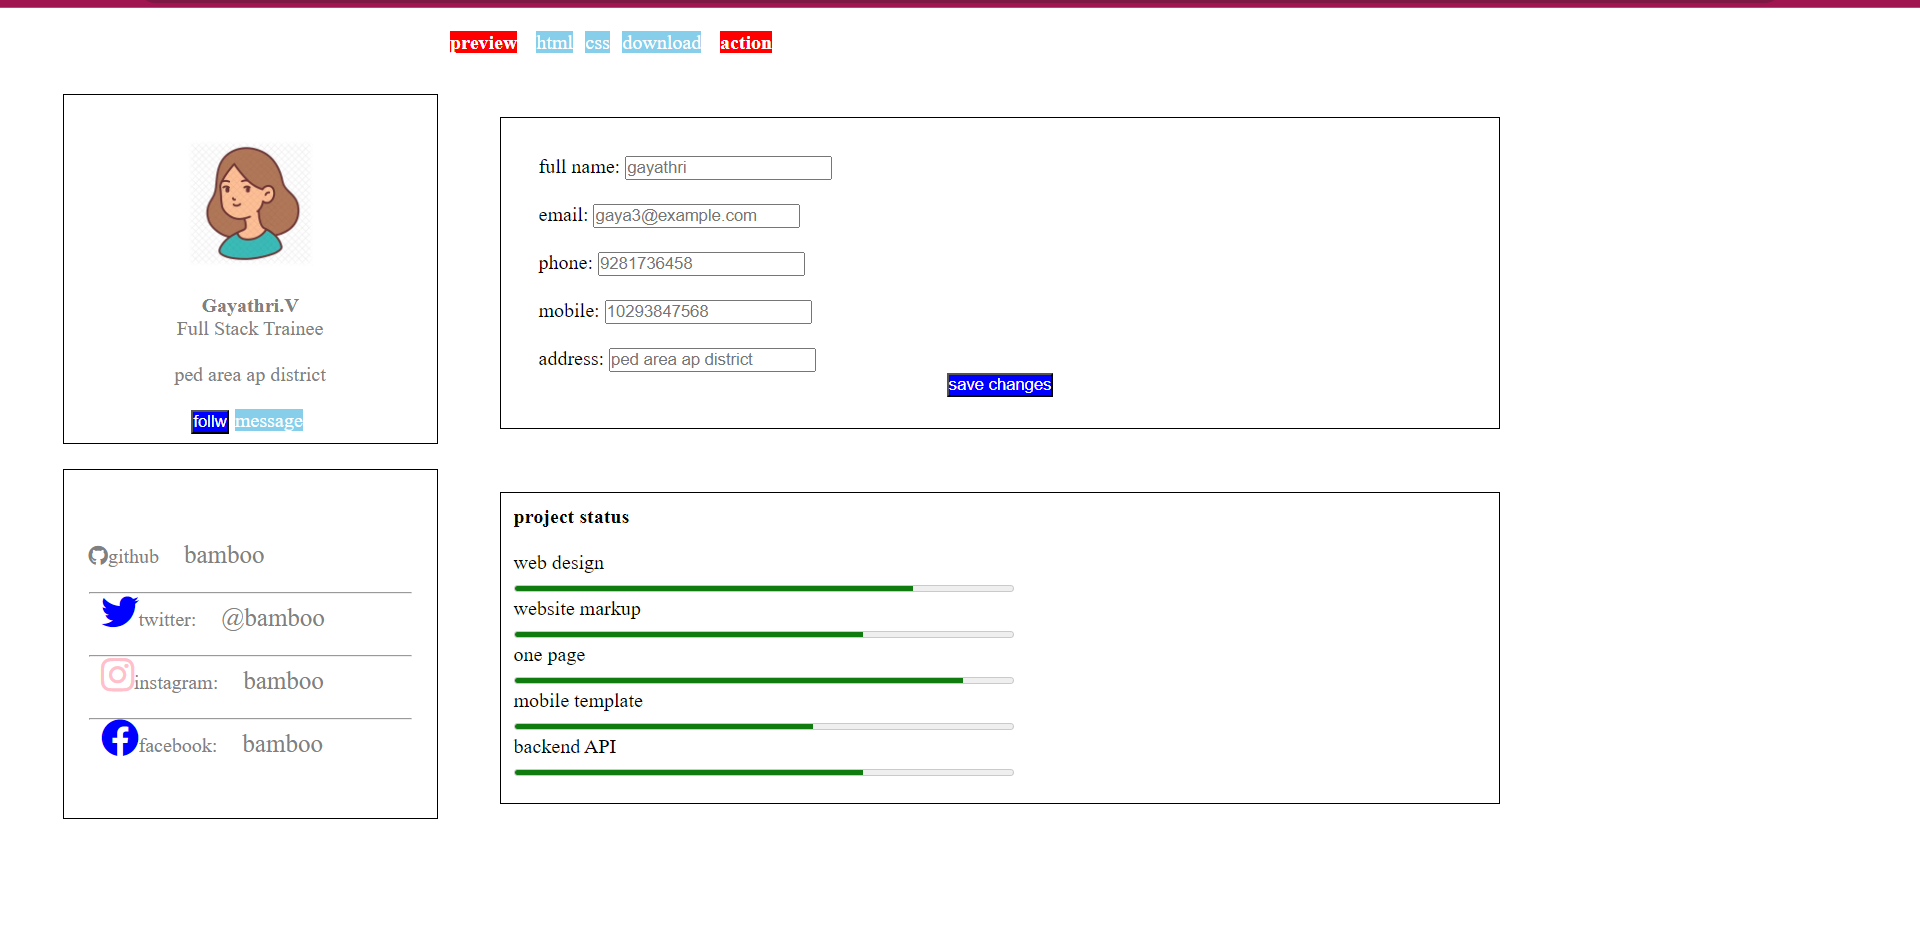 preview html css download action
Gayathri.V
Full Stack Trainee
ped area ap district
follw message
full name: gayathri
email: gaya3@example.com
phone: 9281736458
mobile: 10293847568
address: ped area ap district
save changes
github bamboo
twitter: @bamboo
instagram: bamboo
facebook: bamboo
project status
web design
website markup
one page
mobile template
backend API